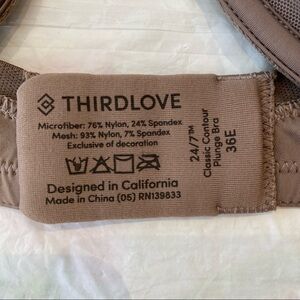 THIRDLOVE
Microfiber: 76% Nylon, 24% Spandex
Mesh: 93% Nylon, 7% Spandex
Exclusive of decoration
Designed in California
Made in China (05) RN139833
24/7™
Classic Contour
Plunge Bra
36E